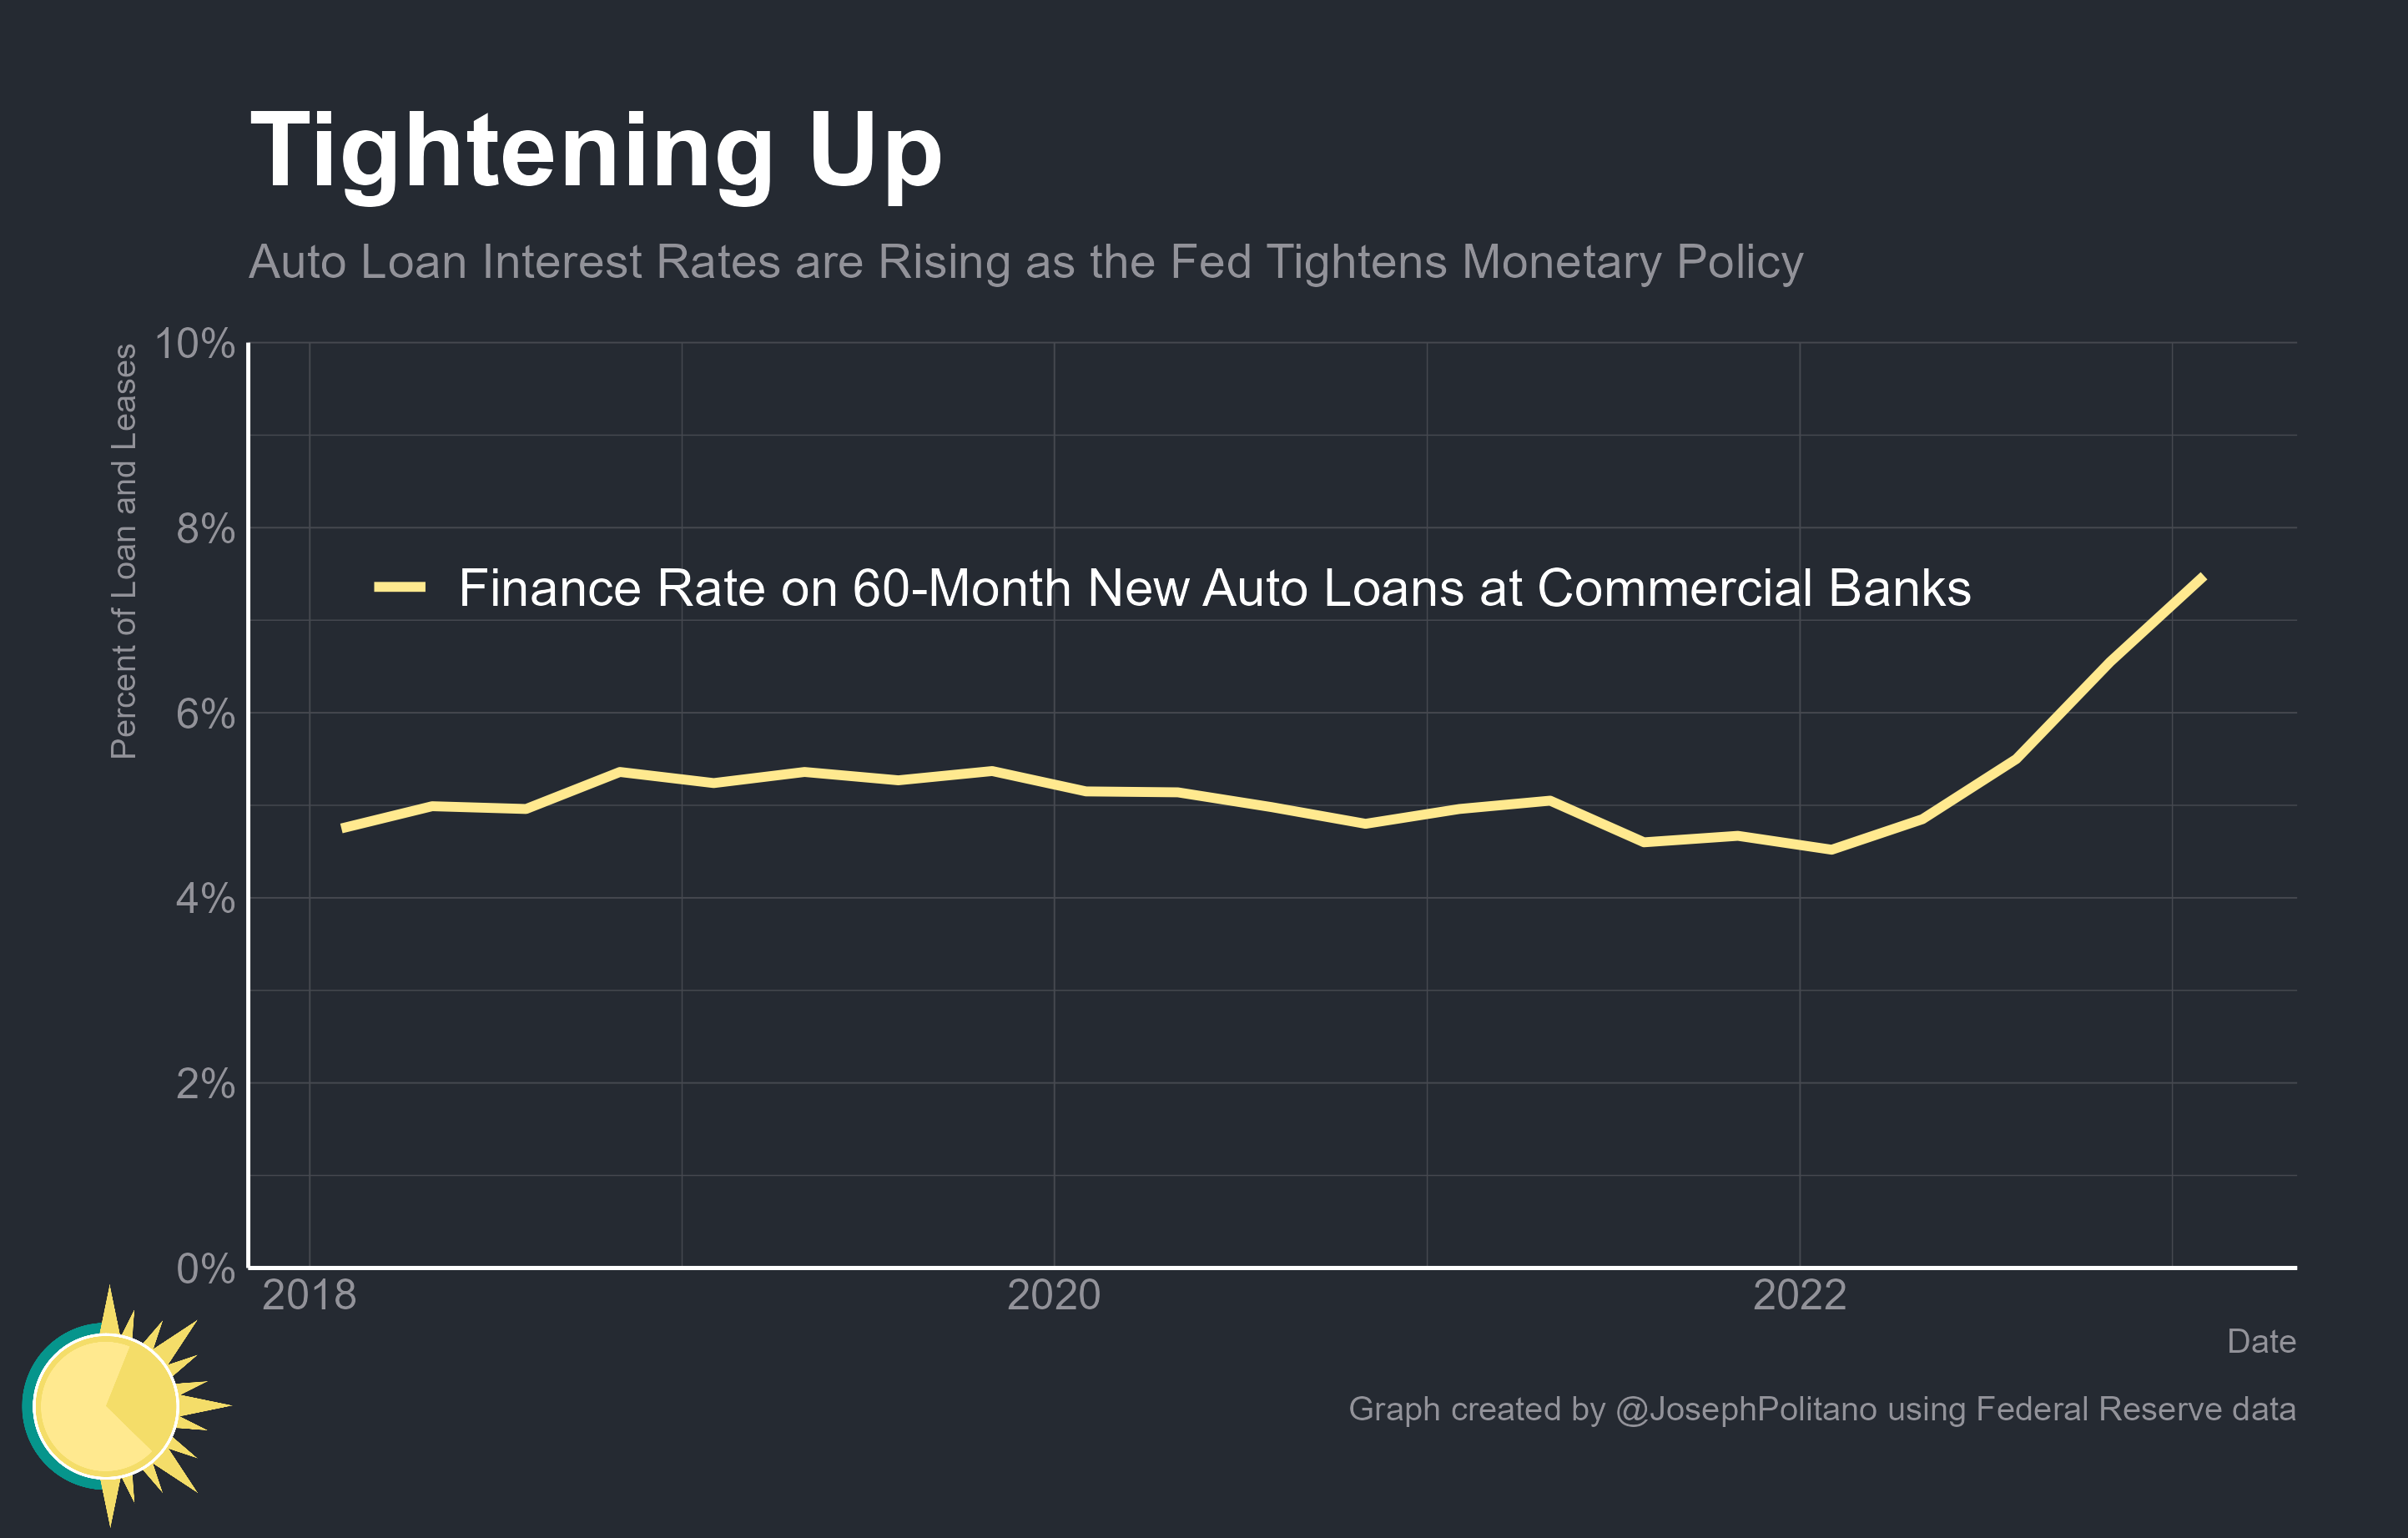 Tightening Up
Auto Loan Interest Rates are Rising as the Fed Tightens Monetary Policy
Percent of Loan and Leases
10%
8%
6%
4%
2%
0%
Finance Rate on 60-Month New Auto Loans at Commercial Banks
2018
2020
2022
Date
Graph created by @JosephPolitano using Federal Reserve data